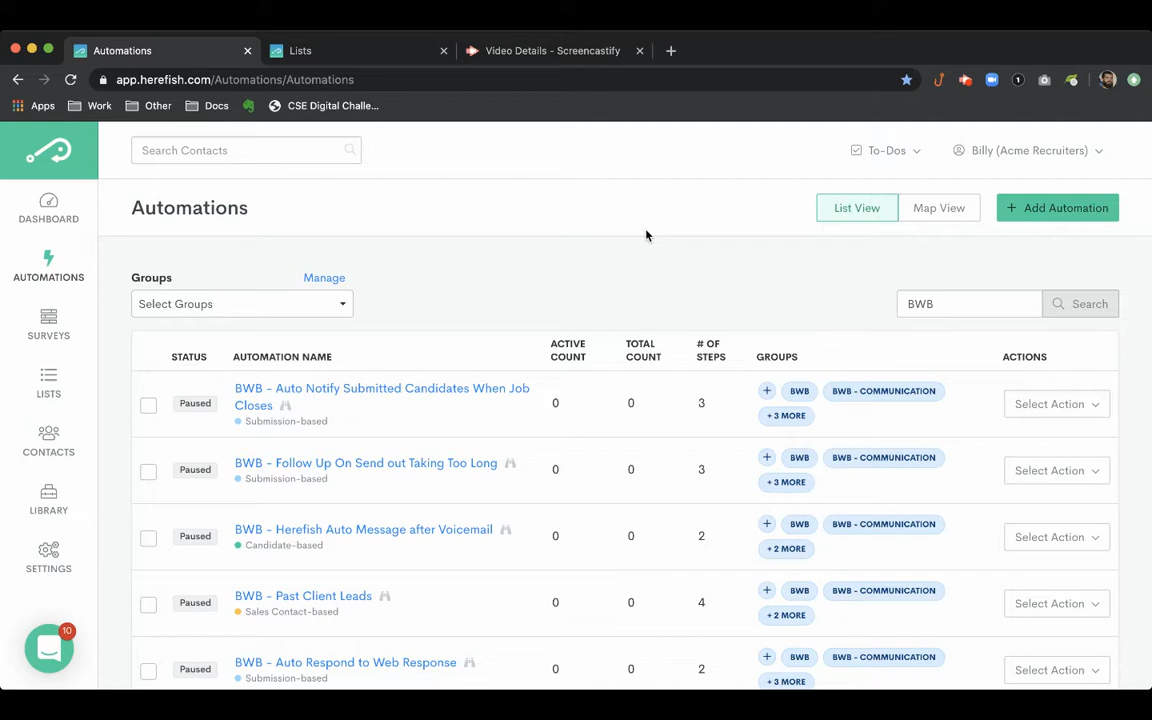 Automations
Lists
Video Details - Screencastify
app.herefish.com/Automations/Automations
1
Apps
Work
Other
Docs
CSE Digital Challe...
Search Contacts
To-Dos
Billy (Acme Recruiters)
DASHBOARD
AUTOMATIONS
SURVEYS
LISTS
CONTACTS
LIBRARY
SETTINGS
10
Automations
List View
Map View
+ Add Automation
Groups
Manage
Select Groups
BWB
Search
STATUS
AUTOMATION NAME
ACTIVE
COUNT
TOTAL
COUNT
# OF
STEPS
GROUPS
ACTIONS
Paused
BWB - Auto Notify Submitted Candidates When Job
Closes
Submission-based
0
0
3
+
BWB
BWB - COMMUNICATION
+ 3 MORE
Select Action
Paused
BWB - Follow Up On Send out Taking Too Long
Submission-based
0
0
3
+
BWB
BWB - COMMUNICATION
+ 3 MORE
Select Action
Paused
BWB - Herefish Auto Message after Voicemail
Candidate-based
0
0
2
+
BWB
BWB - COMMUNICATION
+ 2 MORE
Select Action
Paused
BWB - Past Client Leads
Sales Contact-based
0
0
4
+
BWB
BWB - COMMUNICATION
+ 2 MORE
Select Action
Paused
BWB - Auto Respond to Web Response
Submission-based
0
0
2
+
BWB
BWB - COMMUNICATION
+ 3 MORE
Select Action